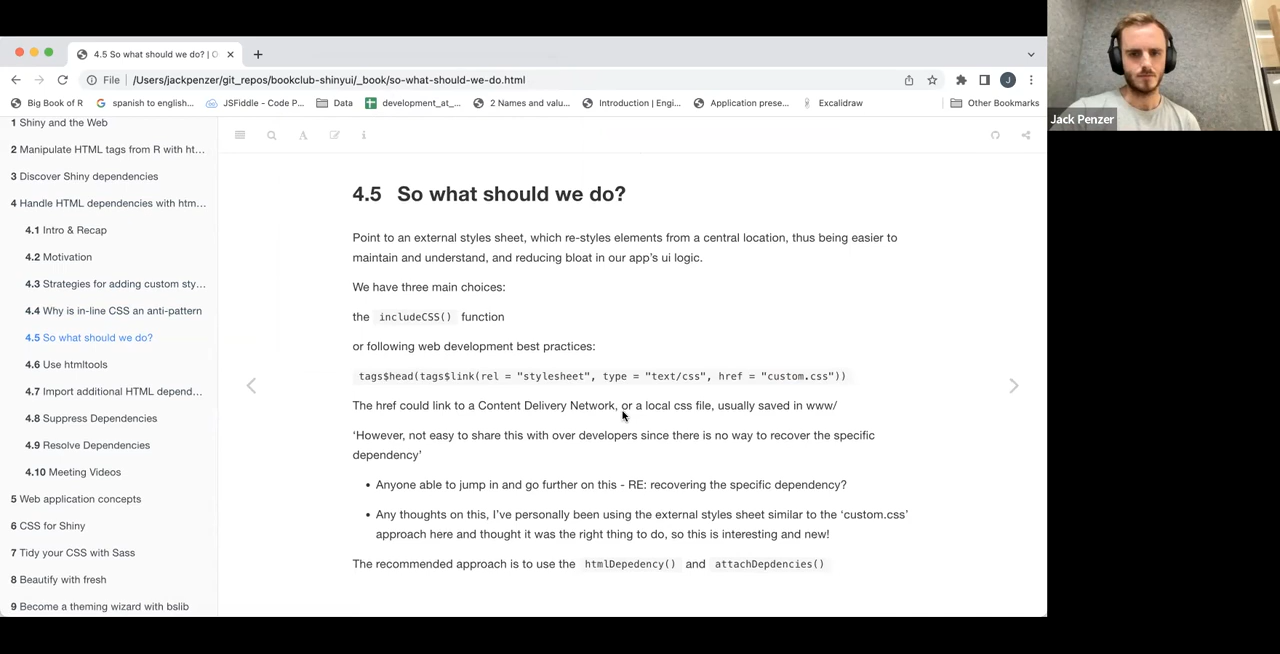 4.5 So what should we do? | O
File
/Users/jackpenzer/git_repos/bookclub-shinyui/_book/so-what-should-we-do.html
J
Big Book of R
spanish to english...
JSFiddle - Code P...
Data
development_at_...
2 Names and valu...
Introduction | Engi...
Application prese...
Excalidraw
Other Bookmarks
1 Shiny and the Web
2 Manipulate HTML tags from R with ht...
3 Discover Shiny dependencies
4 Handle HTML dependencies with htm...
4.1 Intro & Recap
4.2 Motivation
4.3 Strategies for adding custom sty...
4.4 Why is in-line CSS an anti-pattern
4.5 So what should we do?
4.6 Use htmltools
4.7 Import additional HTML depend...
4.8 Suppress Dependencies
4.9 Resolve Dependencies
4.10 Meeting Videos
5 Web application concepts
6 CSS for Shiny
7 Tidy your CSS with Sass
8 Beautify with fresh
9 Become a theming wizard with bslib
A
i
4.5 So what should we do?
Point to an external styles sheet, which re-styles elements from a central location, thus being easier to
maintain and understand, and reducing bloat in our app's ui logic.
We have three main choices:
the includeCSS() function
or following web development best practices:
tags$head(tags$link(rel = "stylesheet", type = "text/css", href = "custom.css"))
The href could link to a Content Delivery Network, or a local css file, usually saved in www/
‘However, not easy to share this with over developers since there is no way to recover the specific
dependency’
• Anyone able to jump in and go further on this - RE: recovering the specific dependency?
• Any thoughts on this, I've personally been using the external styles sheet similar to the ‘custom.css’
approach here and thought it was the right thing to do, so this is interesting and new!
The recommended approach is to use the htmlDepedency() and attachDepdencies()
Jack Penzer